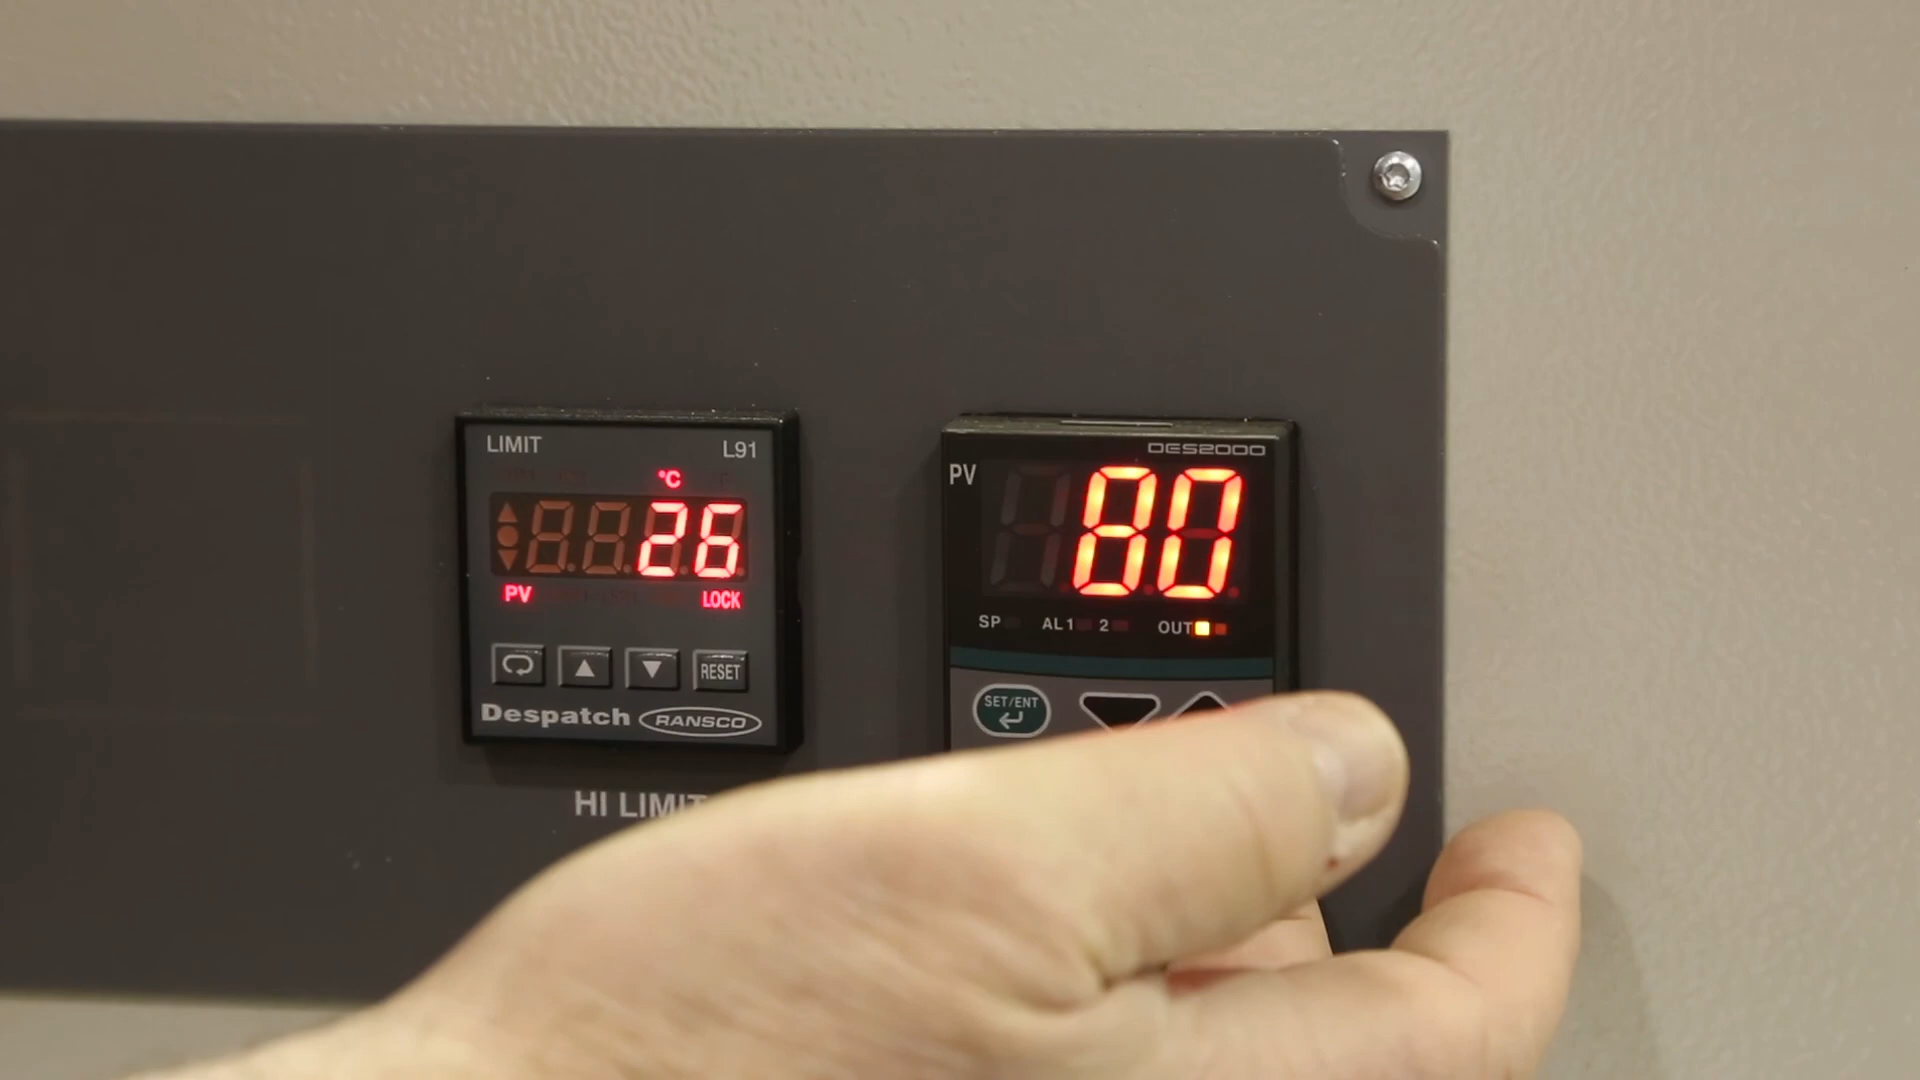 LIMIT L91
°C
26
PV LOCK
RESET
Despatch RANSCO
HI LIMIT
DES2000
PV
80
SP AL1 2 OUT
SET/ENT